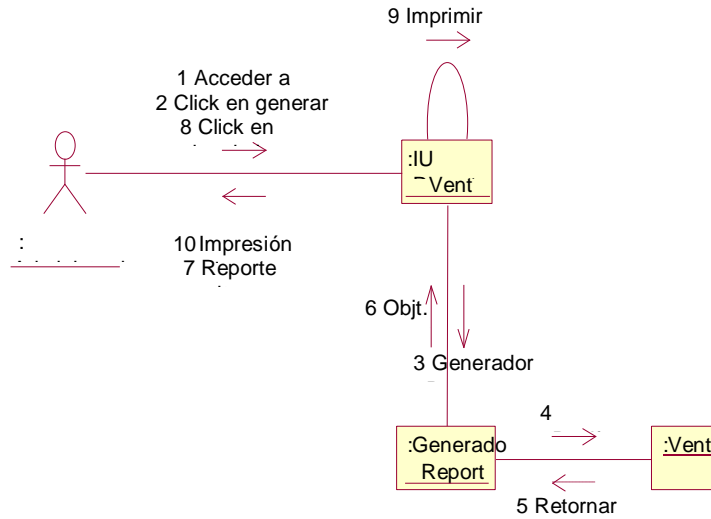 9 Imprimir
1 Acceder a
2 Click en generar
8 Click en
:IU
Vent
:
10 Impresión
7 Reporte
6 Objt.
3 Generador
4
:Generado
Report
:Vent
5 Retornar